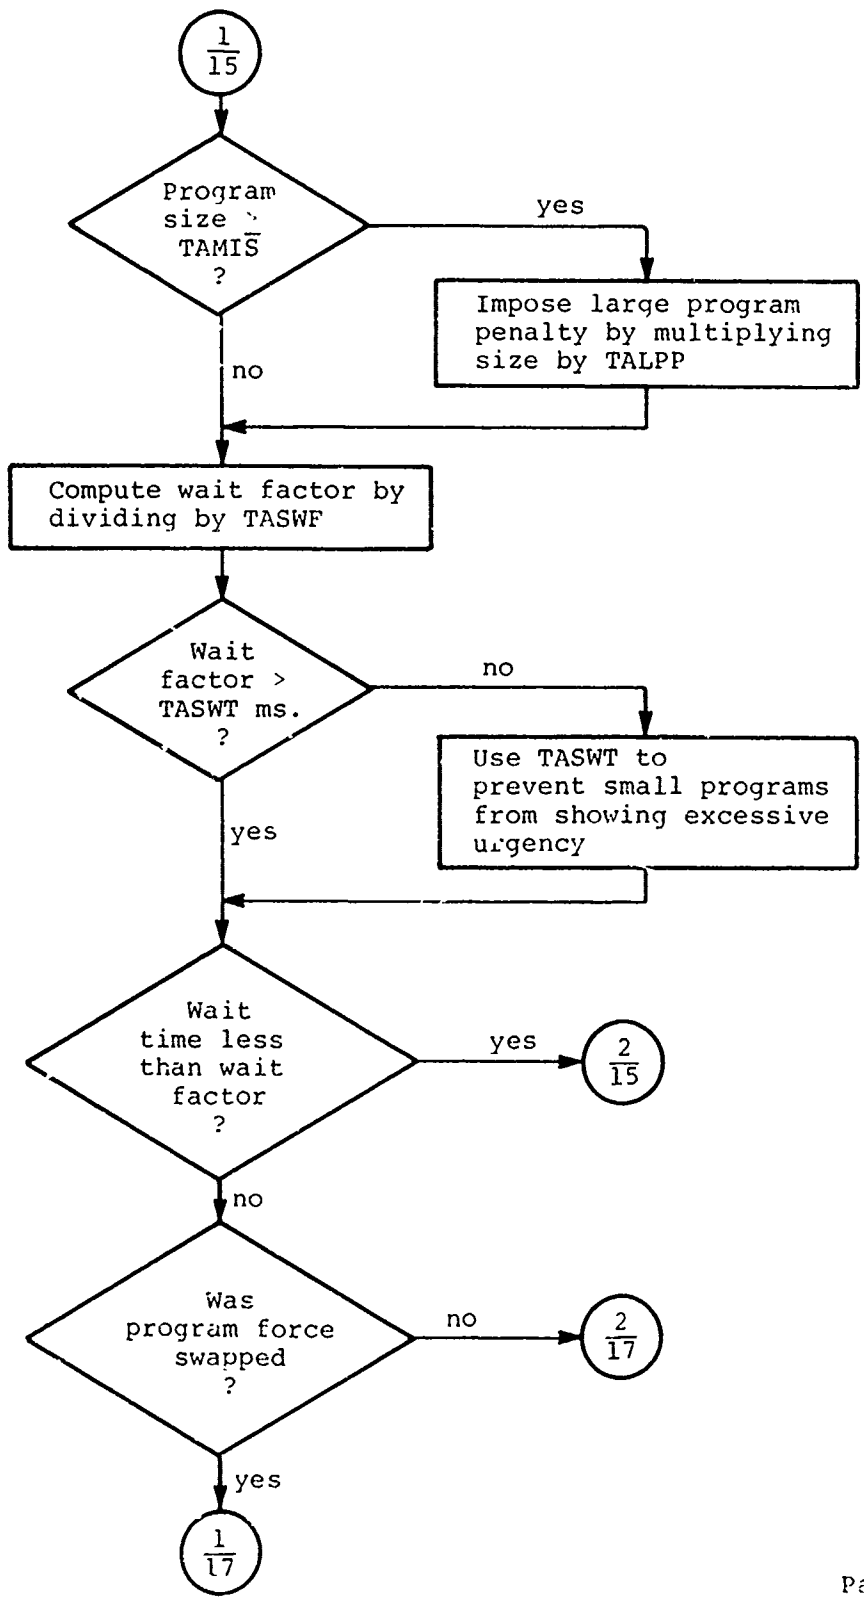 1
15
Program
size ≥
TAMIS
?
yes
Impose large program
penalty by multiplying
size by TALPP
no
Compute wait factor by
dividing by TASWF
Wait
factor >
TASWT ms.
?
no
Use TASWT to
prevent small programs
from showing excessive
urgency
yes
Wait
time less
than wait
factor
?
yes
2
15
no
Was
program force
swapped
?
no
2
17
yes
1
17
Pa